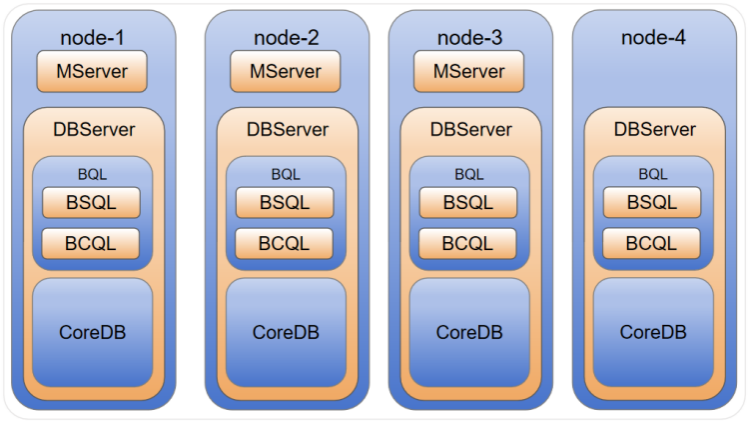 node-1
MServer
DBServer
BQL
BSQL
BCQL
CoreDB
node-2
MServer
DBServer
BQL
BSQL
BCQL
CoreDB
node-3
MServer
DBServer
BQL
BSQL
BCQL
CoreDB
node-4
DBServer
BQL
BSQL
BCQL
CoreDB